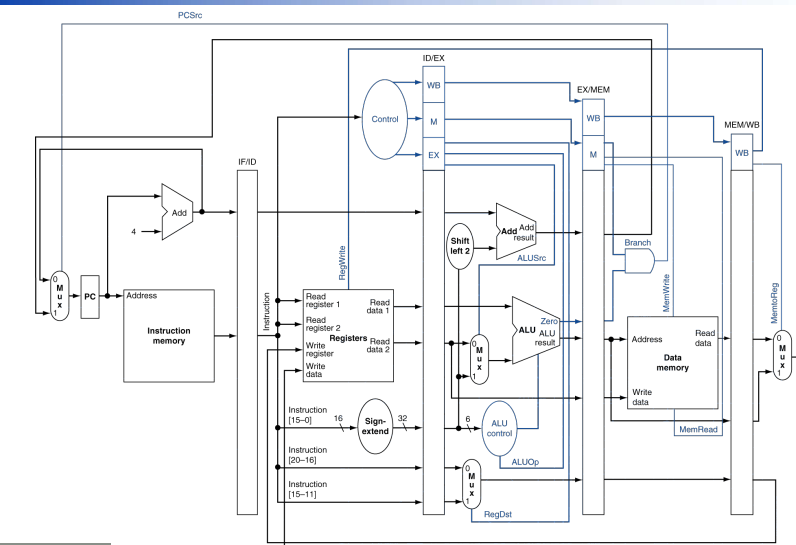 PCSrc
ID/EX
WB
EX/MEM
Control
M
WB
MEM/WB
EX
M
WB
IF/ID
Add
4
Add
Add
result
Shift
left 2
ALUSrc
Branch
RegWrite
MemWrite
MemtoReg
0
M
u
x
1
PC
Address
Instruction
memory
Instruction
Read
register 1
Read
data 1
Read
register 2
Registers
Read
data 2
Write
register
Write
data
0
M
u
x
1
Zero
ALU
ALU
result
Address
Read
data
Data
memory
Write
data
MemRead
0
M
u
x
1
Instruction
[15–0]
16
Sign-
extend
32
6
ALU
control
ALUOp
Instruction
[20–16]
Instruction
[15–11]
0
M
u
x
1
RegDst